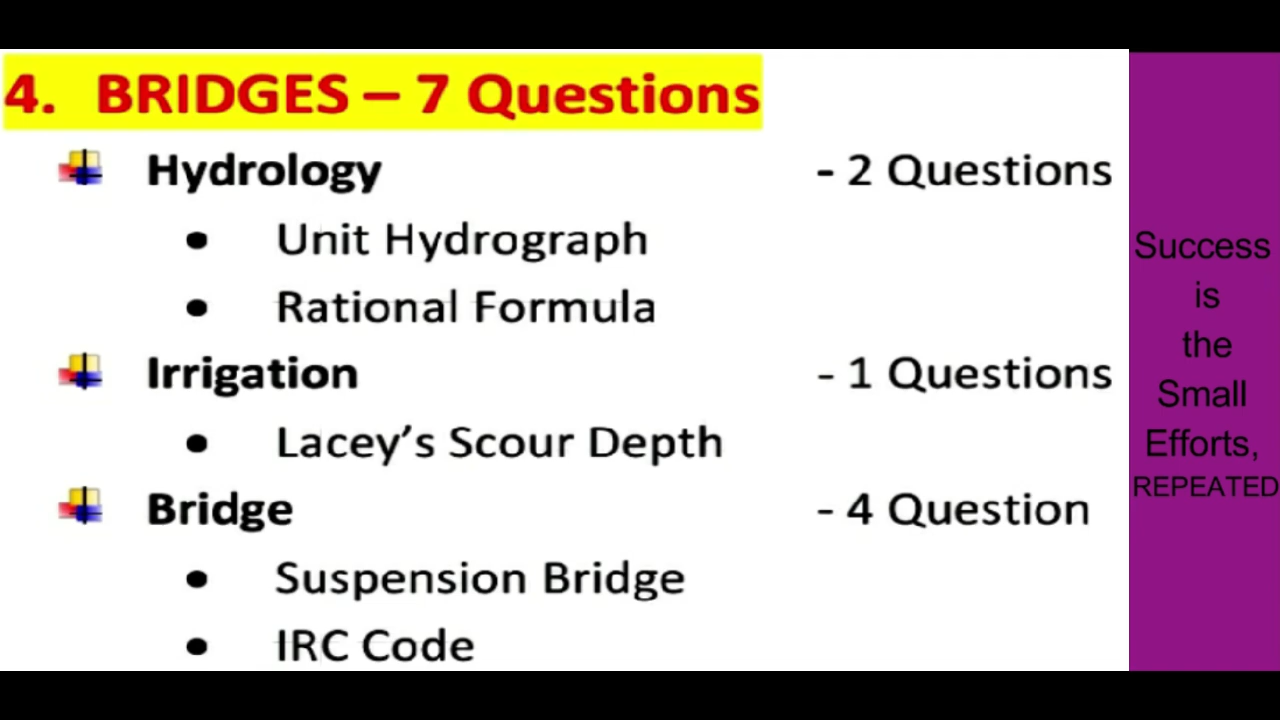 4. BRIDGES – 7 Questions
Hydrology - 2 Questions
• Unit Hydrograph
• Rational Formula
Irrigation - 1 Questions
• Lacey’s Scour Depth
Bridge - 4 Question
• Suspension Bridge
• IRC Code
Success
is
the
Small
Efforts,
REPEATED